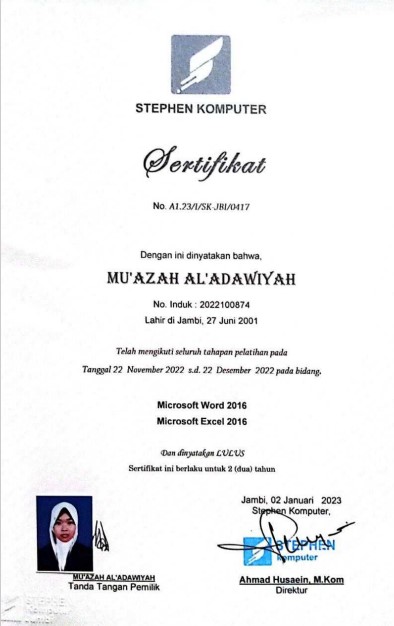 STEPHEN KOMPUTER
Sertifikat
No. A1.23/I/SK-JBI/0417
Dengan ini dinyatakan bahwa,
MU'AZAH AL'ADAWIYAH
No. Induk : 2022100874
Lahir di Jambi, 27 Juni 2001
Telah mengikuti seluruh tahapan pelatihan pada
Tanggal 22 November 2022 s.d. 22 Desember 2022 pada bidang,
Microsoft Word 2016
Microsoft Excel 2016
Dan dinyatakan LULUS
Sertifikat ini berlaku untuk 2 (dua) tahun
Jambi, 02 Januari 2023
Stephen Komputer,
STEPHEN
Komputer
MU'AZAH AL'ADAWIYAH
Tanda Tangan Pemilik
Ahmad Husaein, M.Kom
Direktur